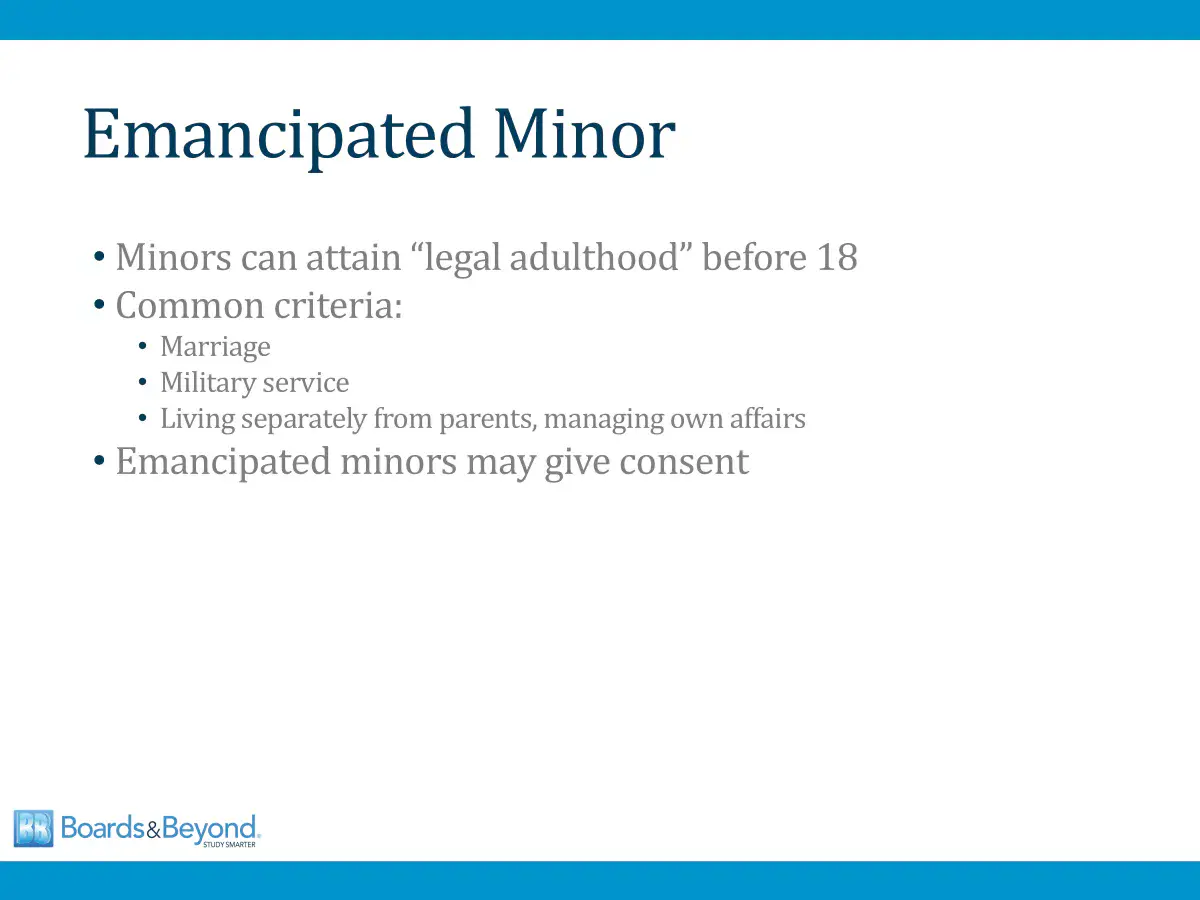 Emancipated Minor
• Minors can attain “legal adulthood” before 18
• Common criteria:
• Marriage
• Military service
• Living separately from parents, managing own affairs
• Emancipated minors may give consent
BB Boards&Beyond®
STUDY SMARTER